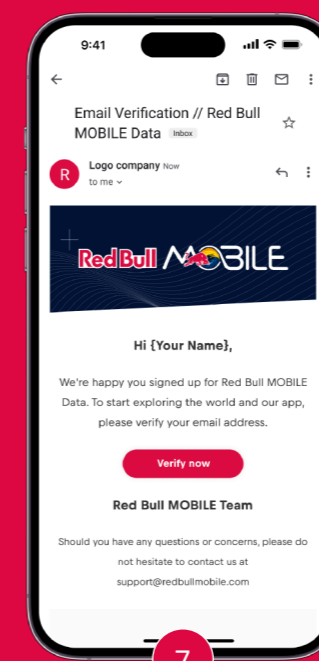 9:41
Email Verification // Red Bull
MOBILE Data Inbox
R
Logo company Now
to me
Red Bull MOBILE
Hi {Your Name},
We're happy you signed up for Red Bull MOBILE
Data. To start exploring the world and our app,
please verify your email address.
Verify now
Red Bull MOBILE Team
Should you have any questions or concerns, please do
not hesitate to contact us at
support@redbullmobile.com
7